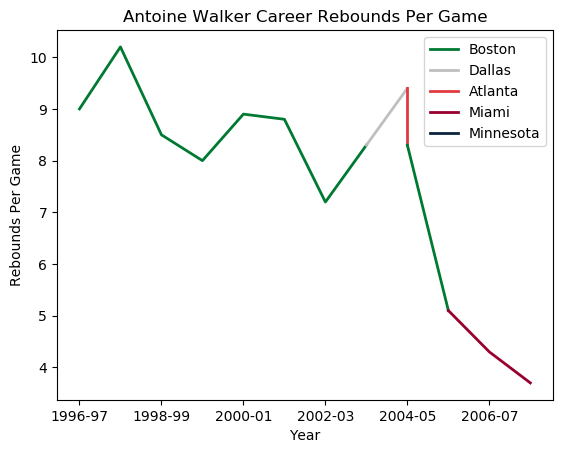 Antoine Walker Career Rebounds Per Game
Boston
Dallas
Atlanta
Miami
Minnesota
10
9
8
7
6
5
4
Rebounds Per Game
1996-97
1998-99
2000-01
2002-03
2004-05
2006-07
Year